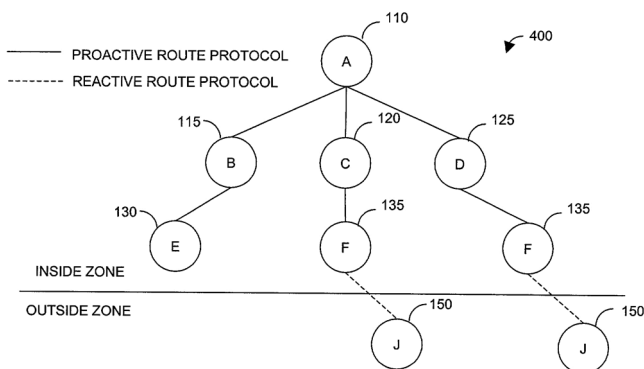 110
400
PROACTIVE ROUTE PROTOCOL
REACTIVE ROUTE PROTOCOL
A
115
120
125
B
C
D
130
135
135
E
F
F
INSIDE ZONE
OUTSIDE ZONE
150
150
J
J